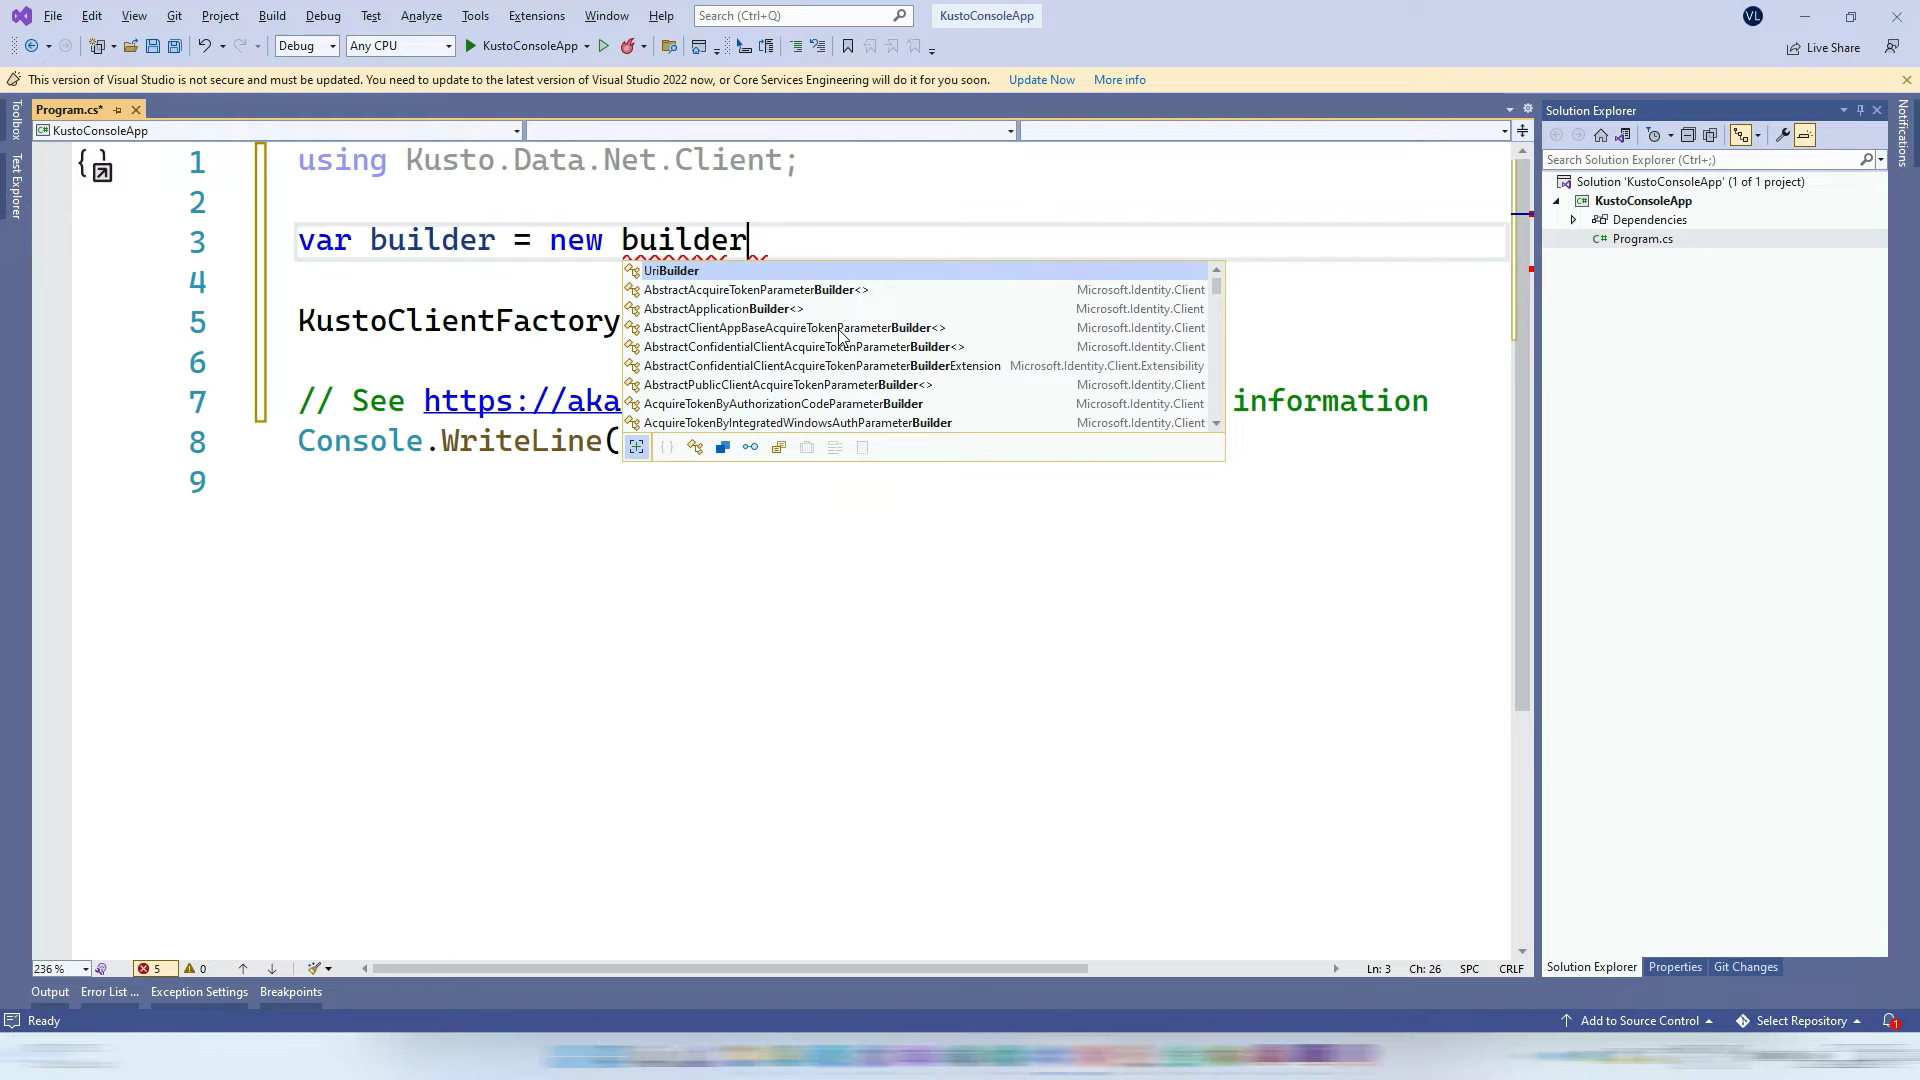 File Edit View Git Project Build Debug Test Analyze Tools Extensions Window Help Search (Ctrl+Q) KustoConsoleApp VL
Debug Any CPU KustoConsoleApp Live Share
This version of Visual Studio is not secure and must be updated. You need to update to the latest version of Visual Studio 2022 now, or Core Services Engineering will do it for you soon. Update Now More info
Toolbox
Test Explorer
Program.cs*
KustoConsoleApp
1 using Kusto.Data.Net.Client;
2
3 var builder = new builder
4
5 KustoClientFactory
6
7 // See https://aka information
8 Console.WriteLine(
9
UriBuilder
AbstractAcquireTokenParameterBuilder<> Microsoft.Identity.Client
AbstractApplicationBuilder<> Microsoft.Identity.Client
AbstractClientAppBaseAcquireTokenParameterBuilder<> Microsoft.Identity.Client
AbstractConfidentialClientAcquireTokenParameterBuilder<> Microsoft.Identity.Client
AbstractConfidentialClientAcquireTokenParameterBuilderExtension Microsoft.Identity.Client.Extensibility
AbstractPublicClientAcquireTokenParameterBuilder<> Microsoft.Identity.Client
AcquireTokenByAuthorizationCodeParameterBuilder Microsoft.Identity.Client
AcquireTokenByIntegratedWindowsAuthParameterBuilder Microsoft.Identity.Client
236 % 5 0 Ln: 3 Ch: 26 SPC CRLF
Output Error List ... Exception Settings Breakpoints
Solution Explorer
Search Solution Explorer (Ctrl+;)
Solution 'KustoConsoleApp' (1 of 1 project)
KustoConsoleApp
Dependencies
C# Program.cs
Solution Explorer Properties Git Changes
Notifications
Ready Add to Source Control Select Repository 1